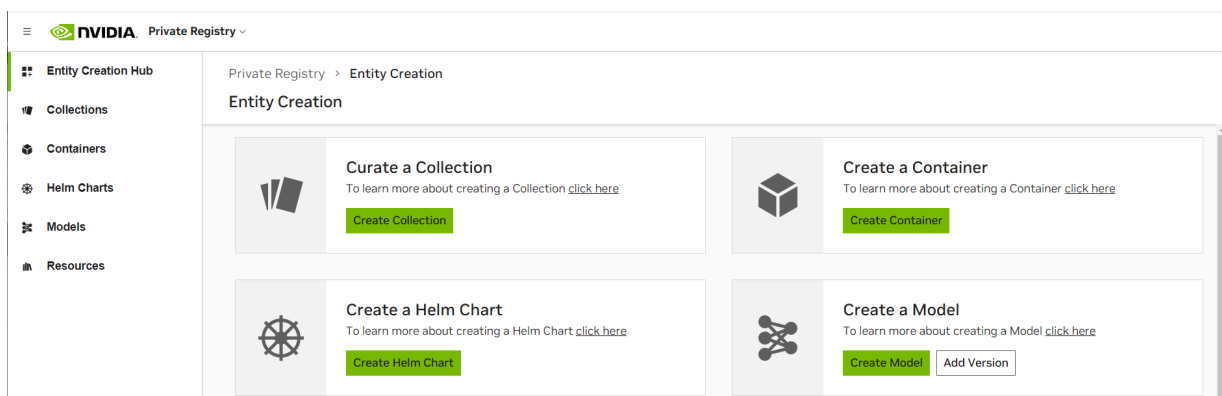 NVIDIA. Private Registry
Entity Creation Hub
Collections
Containers
Helm Charts
Models
Resources
Private Registry > Entity Creation
Entity Creation
Curate a Collection
To learn more about creating a Collection click here
Create Collection
Create a Container
To learn more about creating a Container click here
Create Container
Create a Helm Chart
To learn more about creating a Helm Chart click here
Create Helm Chart
Create a Model
To learn more about creating a Model click here
Create Model Add Version